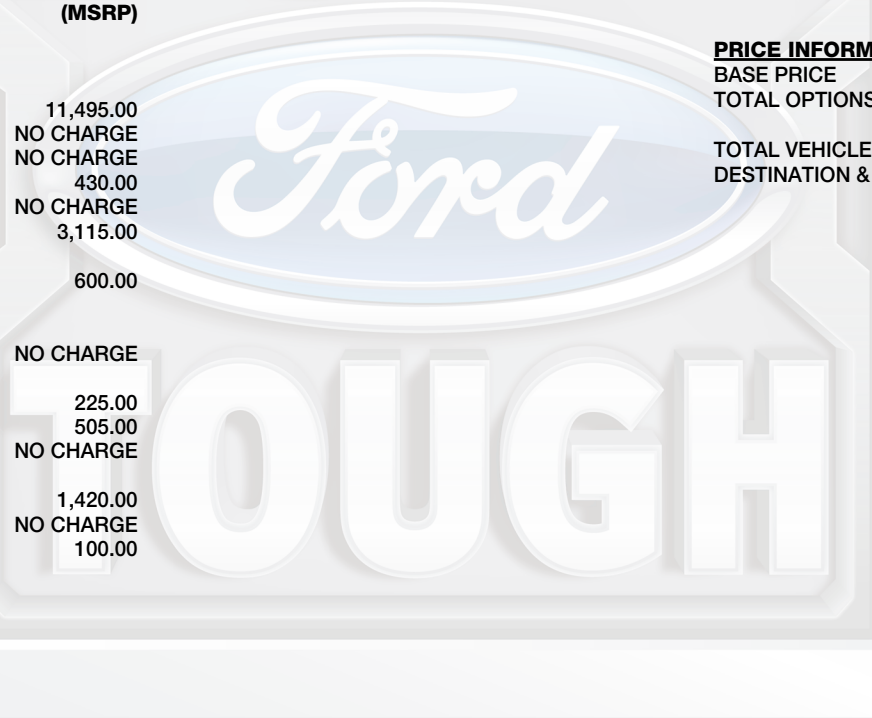 (MSRP)
11,495.00
NO CHARGE
NO CHARGE
430.00
NO CHARGE
3,115.00
600.00
NO CHARGE
225.00
505.00
NO CHARGE
1,420.00
NO CHARGE
100.00
PRICE INFORM
BASE PRICE
TOTAL OPTIONS
TOTAL VEHICLE
DESTINATION &
Ford
TOUGH